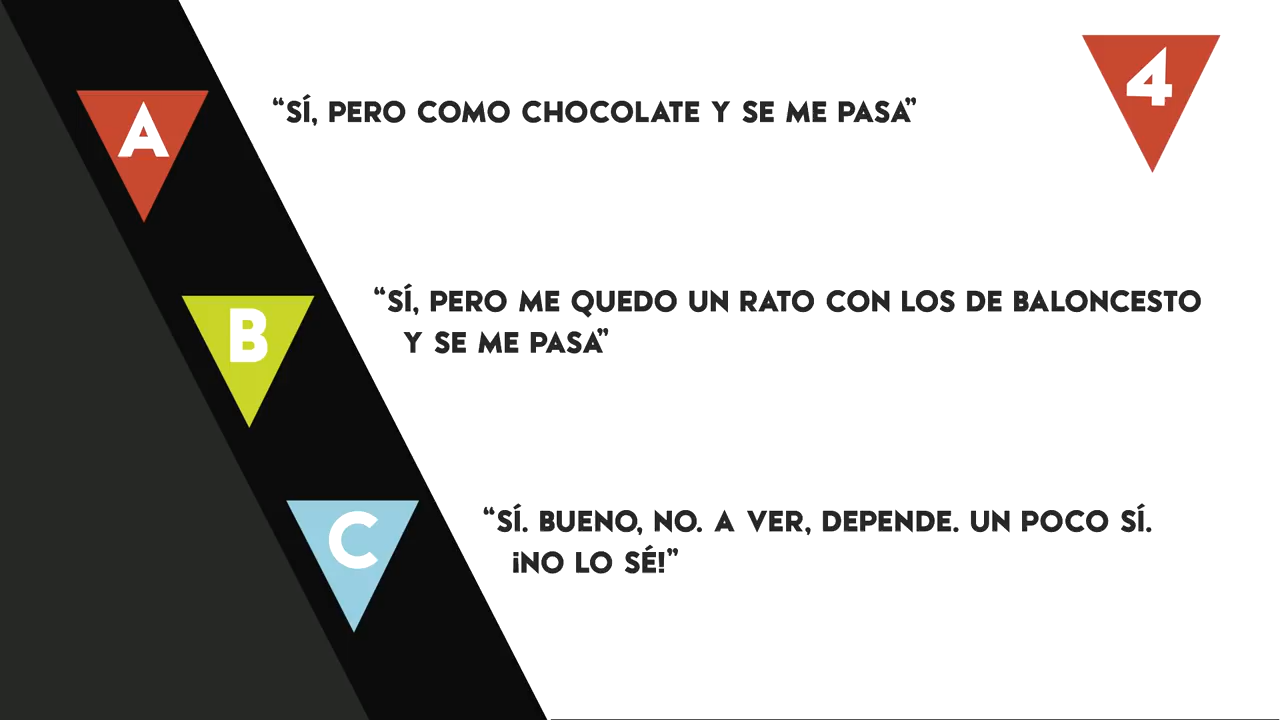 4
A
“SÍ, PERO COMO CHOCOLATE Y SE ME PASA”
B
“SÍ, PERO ME QUEDO UN RATO CON LOS DE BALONCESTO
Y SE ME PASA”
C
“SÍ. BUENO, NO. A VER, DEPENDE. UN POCO SÍ.
¡NO LO SÉ!”